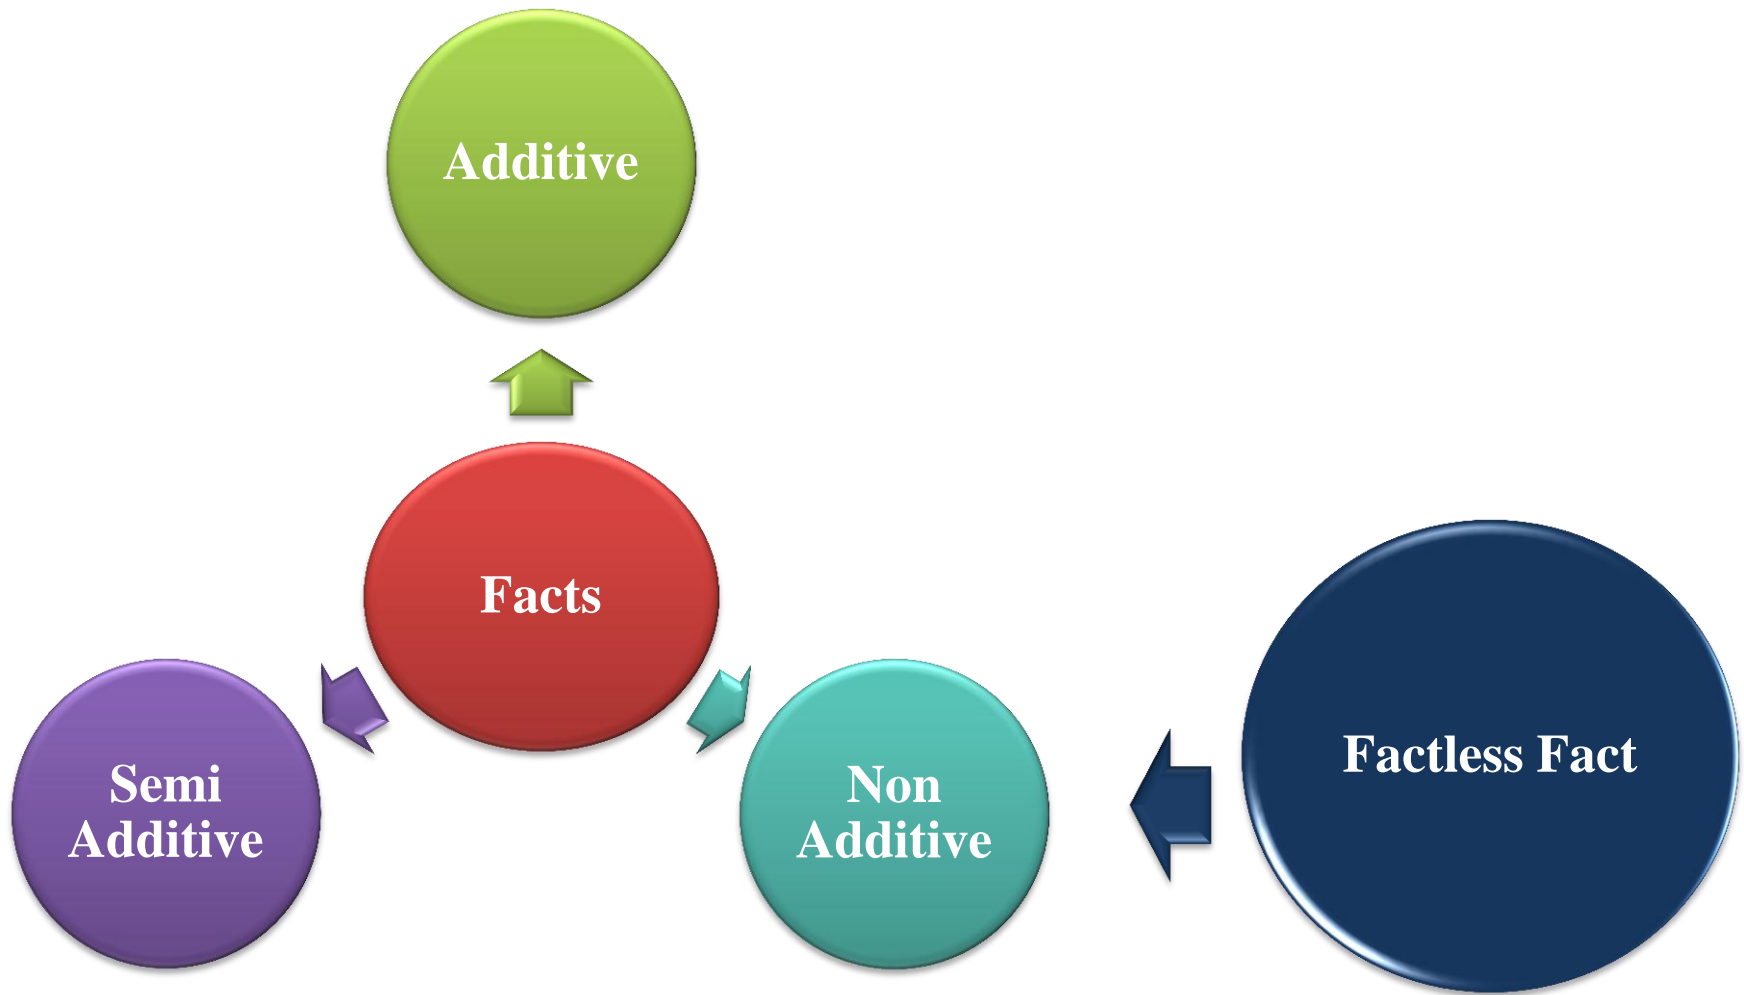 Additive
Facts
Semi
Additive
Non
Additive
Factless Fact